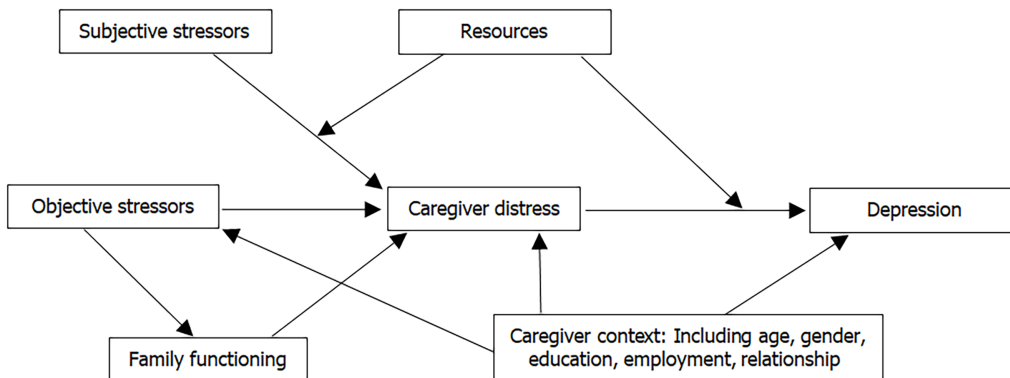 Subjective stressors
Resources
Objective stressors
Caregiver distress
Depression
Family functioning
Caregiver context: Including age, gender,
education, employment, relationship